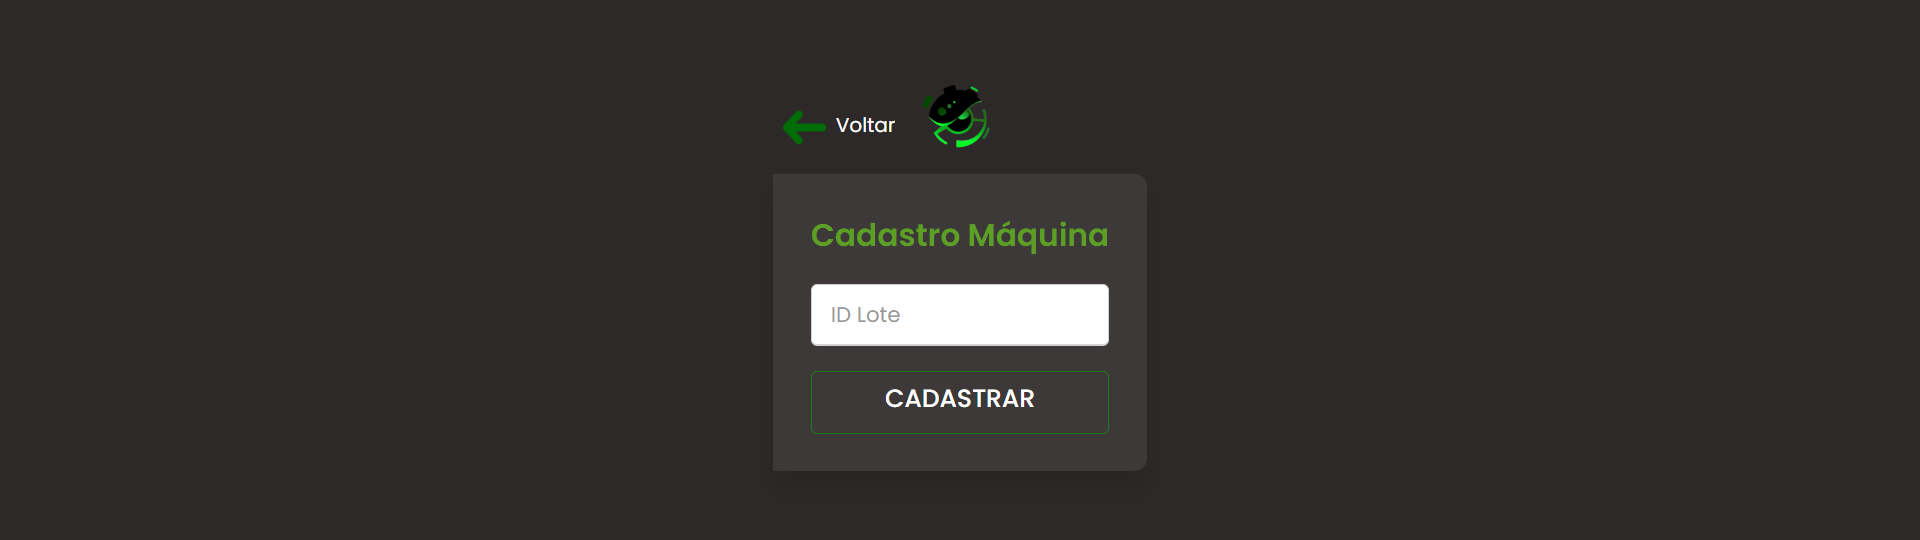 Voltar
Cadastro Máquina
ID Lote
CADASTRAR